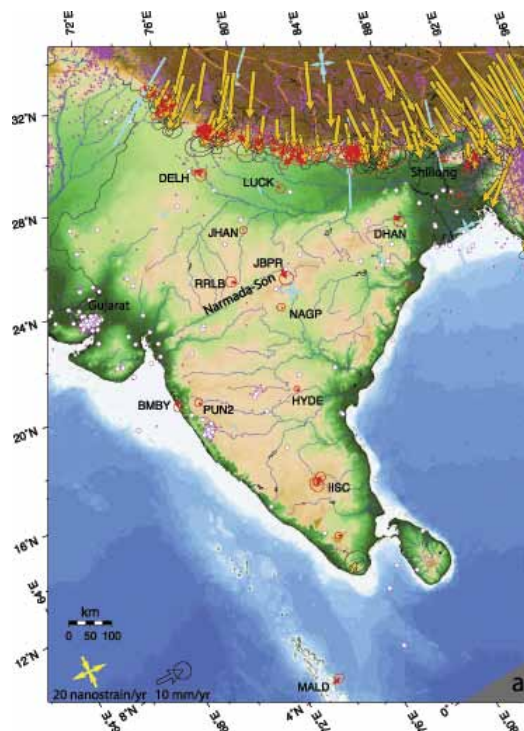 72°E 76°E 80°E 84°E 88°E 92°E 96°E
32°N
28°N
24°N
20°N
16°N
12°N
Shillong
DELH
LUCK
JHAN
DHAN
JBPR
RRLB
Narmada-Son
Gujarat
NAGP
BMBY
PUN2
HYDE
IISC
km
0 50 100
20 nanostrain/yr
10 mm/yr
MALD
a